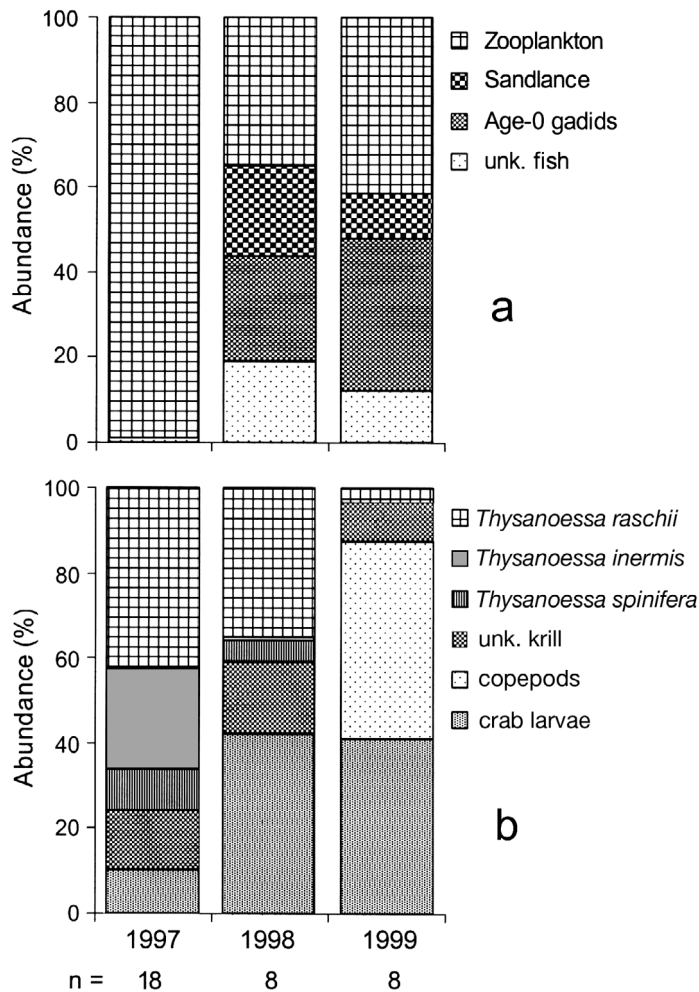 100
80
60
40
20
0
Abundance (%)
Zooplankton
Sandlance
Age-0 gadids
unk. fish
a
100
80
60
40
20
0
Abundance (%)
Thysanoessa raschii
Thysanoessa inermis
Thysanoessa spinifera
unk. krill
copepods
crab larvae
b
1997 1998 1999
n = 18 8 8